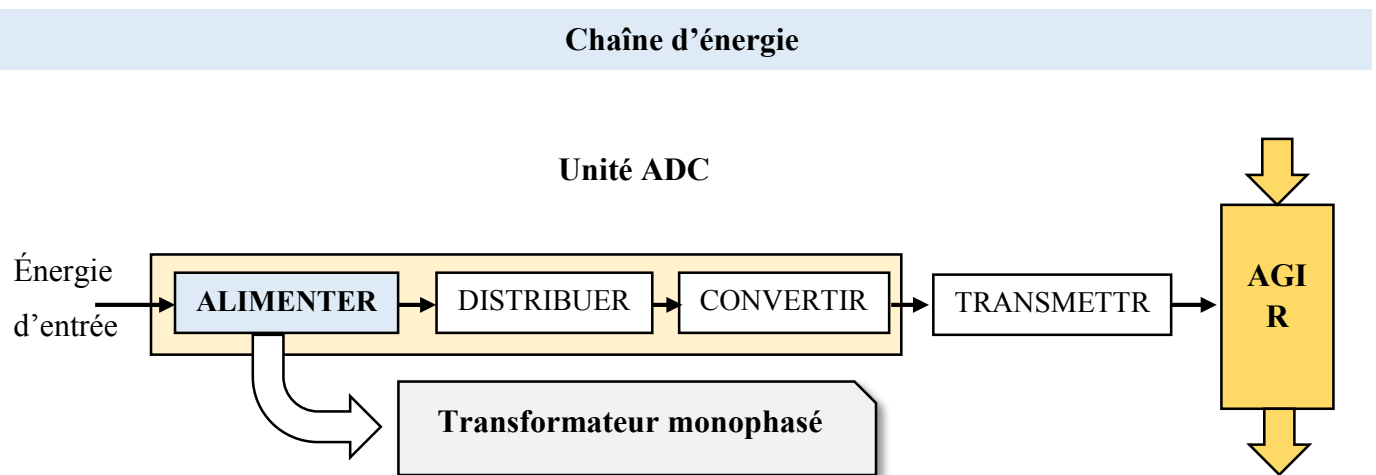 Chaîne d’énergie
Unité ADC
Énergie
d’entrée
ALIMENTER
DISTRIBUER
CONVERTIR
TRANSMETTR
AGI
R
Transformateur monophasé